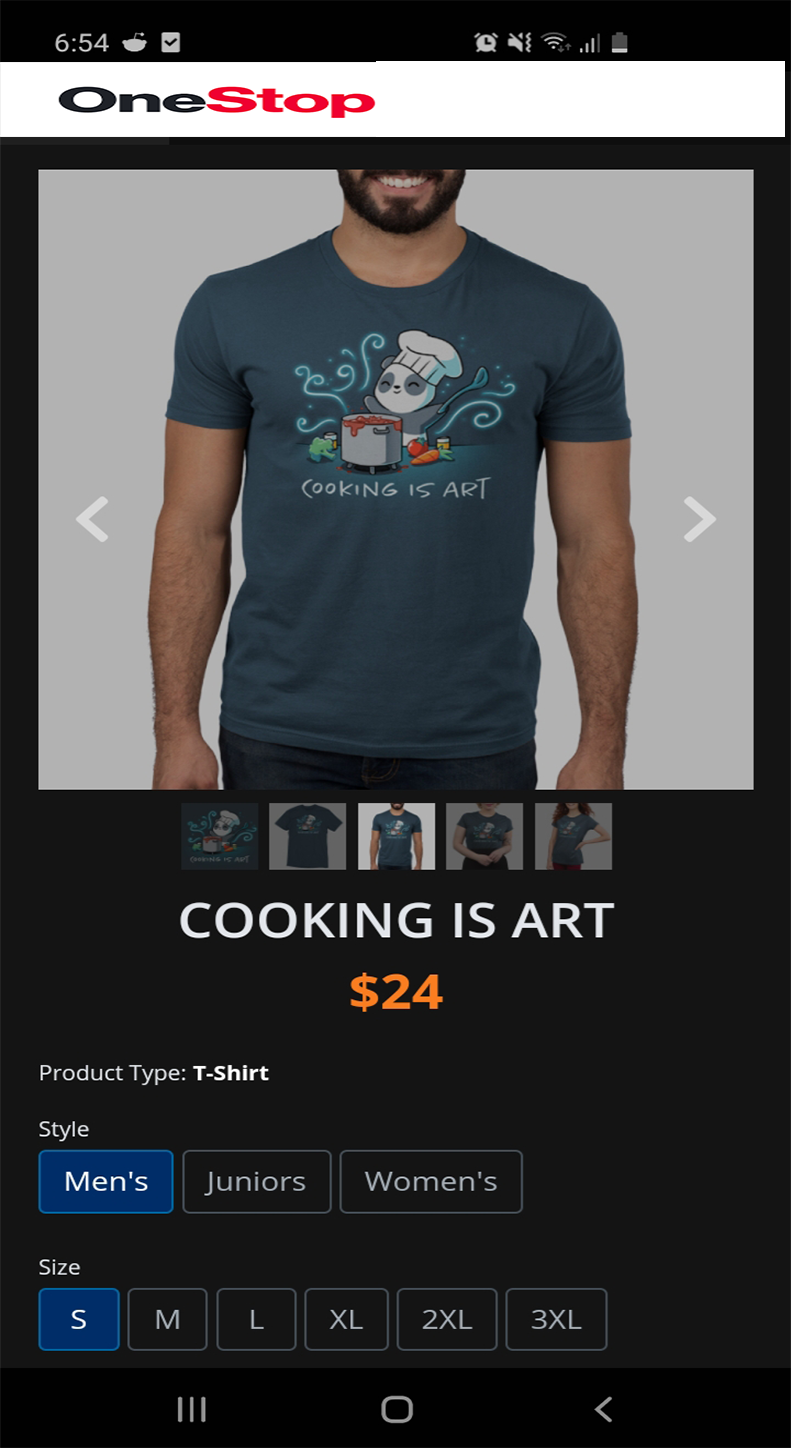 6:54
OneStop
COOKING IS ART
COOKING IS ART
COOKING IS ART
$24
Product Type: T-Shirt
Style
Men's Juniors Women's
Size
S M L XL 2XL 3XL